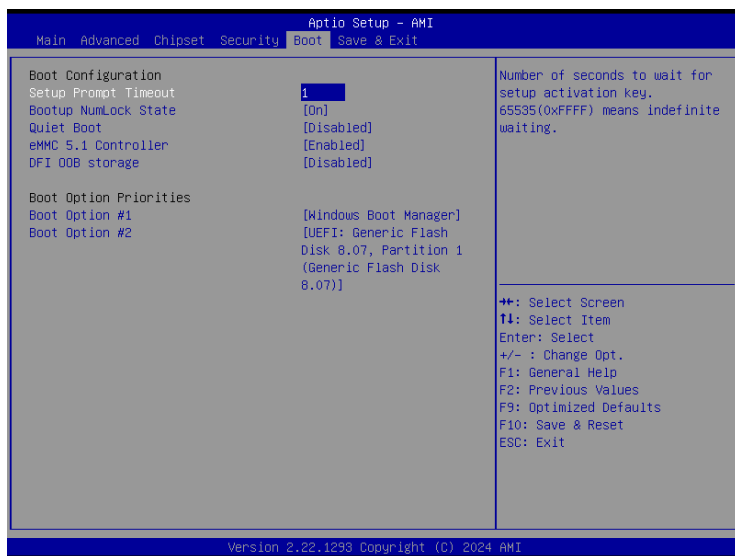 Aptio Setup – AMI
Main Advanced Chipset Security Boot Save & Exit
Boot Configuration
Setup Prompt Timeout 1
Bootup NumLock State [On]
Quiet Boot [Disabled]
eMMC 5.1 Controller [Enabled]
DFI OOB storage [Disabled]
Boot Option Priorities
Boot Option #1 [Windows Boot Manager]
Boot Option #2 [UEFI: Generic Flash
Disk 8.07, Partition 1
(Generic Flash Disk
8.07)]
Number of seconds to wait for
setup activation key.
65535(0xFFFF) means indefinite
waiting.
→←: Select Screen
↑↓: Select Item
Enter: Select
+/- : Change Opt.
F1: General Help
F2: Previous Values
F9: Optimized Defaults
F10: Save & Reset
ESC: Exit
Version 2.22.1293 Copyright (C) 2024 AMI